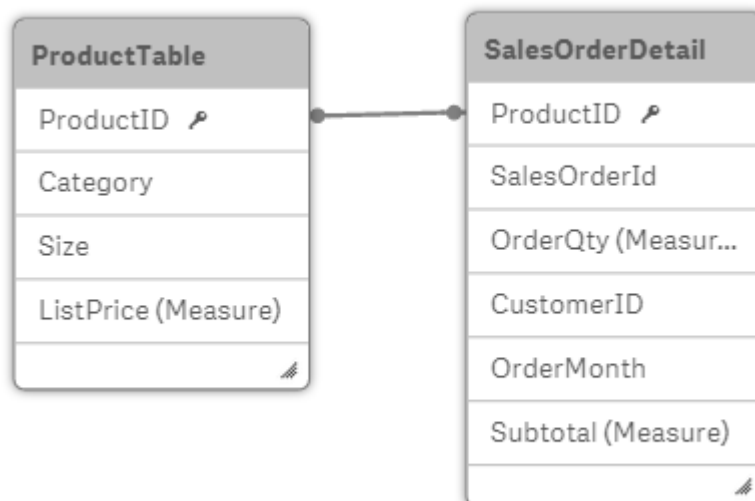 ProductTable
ProductID
Category
Size
ListPrice (Measure)
SalesOrderDetail
ProductID
SalesOrderId
OrderQty (Measur...
CustomerID
OrderMonth
Subtotal (Measure)